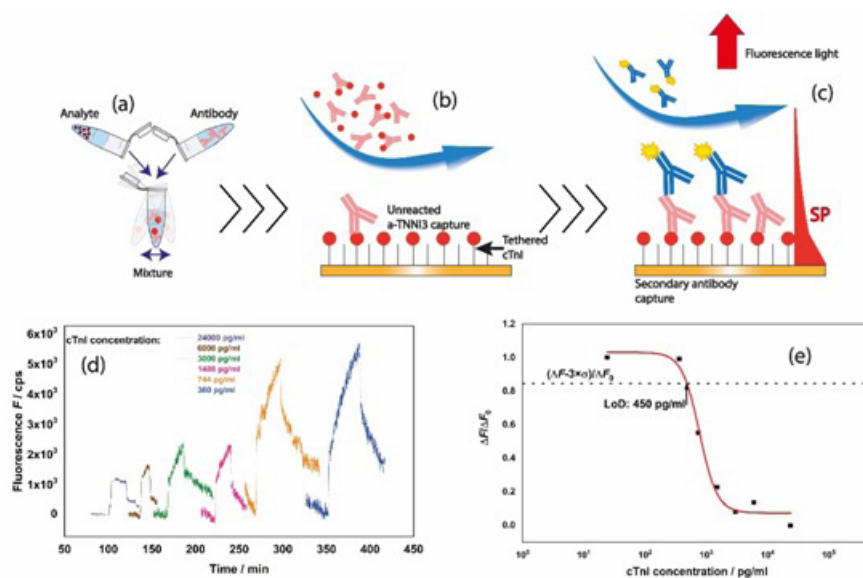 (a)
Analyte
Antibody
Mixture
(b)
Unreacted
a-TNNI3 capture
Tethered
cTnI
Fluorescence light
(c)
SP
Secondary antibody
capture
(d)
cTnI concentration:
24000 pg/ml
6000 pg/ml
3000 pg/ml
1488 pg/ml
744 pg/ml
360 pg/ml
Fluorescence F / cps
6x10³
5x10³
4x10³
3x10³
2x10³
1x10³
0
50 100 150 200 250 300 350 400 450
Time / min
(e)
(ΔF-3×σ)/ΔF₀
LoD: 450 pg/ml
ΔF/ΔF₀
1.2
1.0
0.8
0.6
0.4
0.2
0.0
10⁰ 10¹ 10² 10³ 10⁴ 10⁵
cTnI concentration / pg/ml